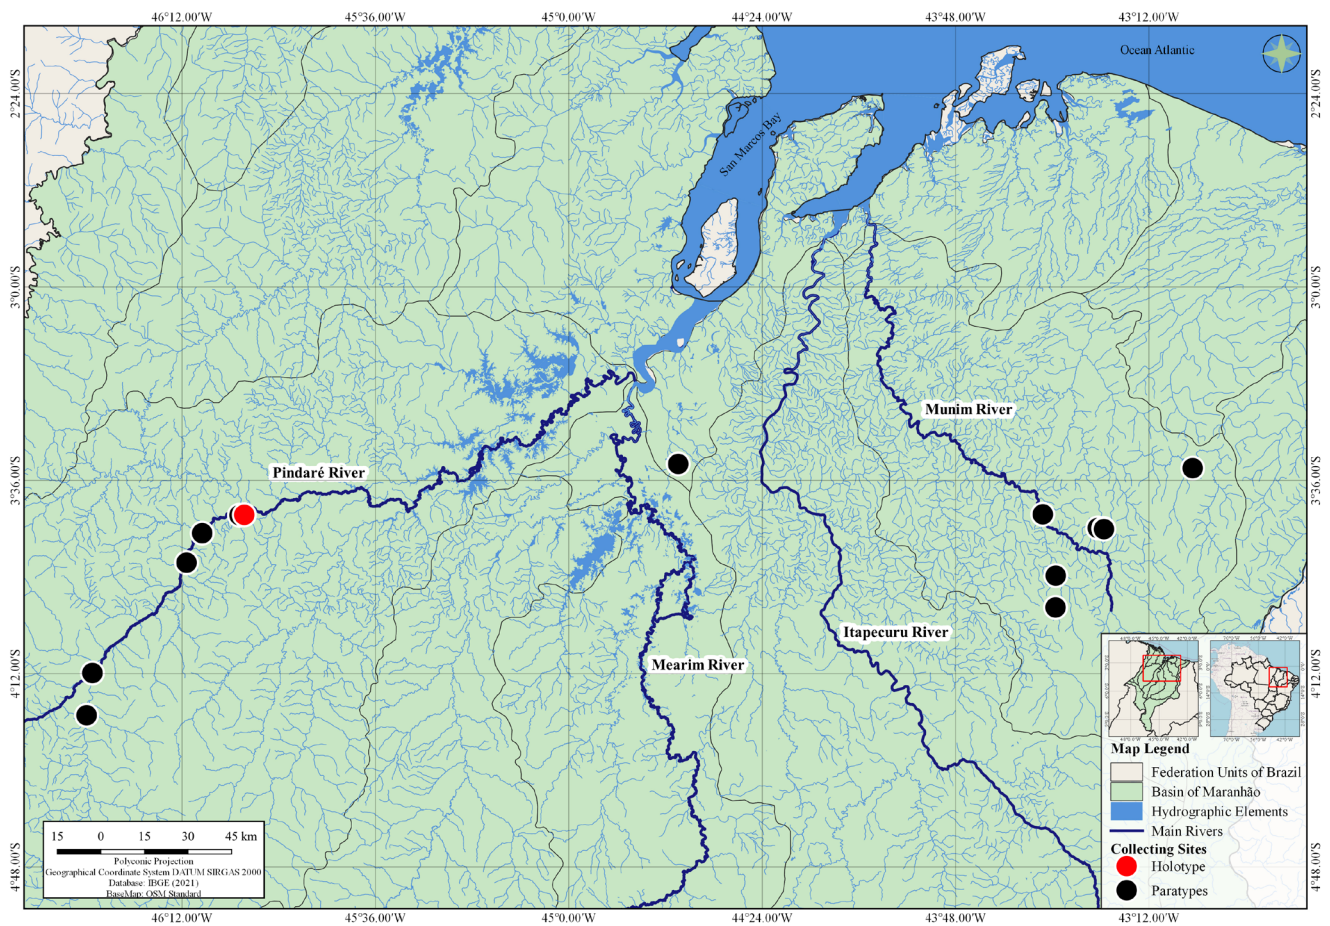 46°12.00'W 45°36.00'W 45°0.00'W 44°24.00'W 43°48.00'W 43°12.00'W
Ocean Atlantic
2°24.00'S
2°24.00'S
San Marcos Bay
3°0.00'S
3°0.00'S
Munim River
Pindaré River
3°36.00'S
3°36.00'S
Itapecuru River
Mearim River
4°12.00'S
4°12.00'S
Map Legend
Federation Units of Brazil
Basin of Maranhão
Hydrographic Elements
Main Rivers
Collecting Sites
Holotype
Paratypes
15 0 15 30 45 km
Polyconic Projection
Geographical Coordinate System DATUM SIRGAS 2000
Database: IBGE (2021)
BaseMap: OSM Standard
4°48.00'S
4°48.00'S
46°12.00'W 45°36.00'W 45°0.00'W 44°24.00'W 43°48.00'W 43°12.00'W